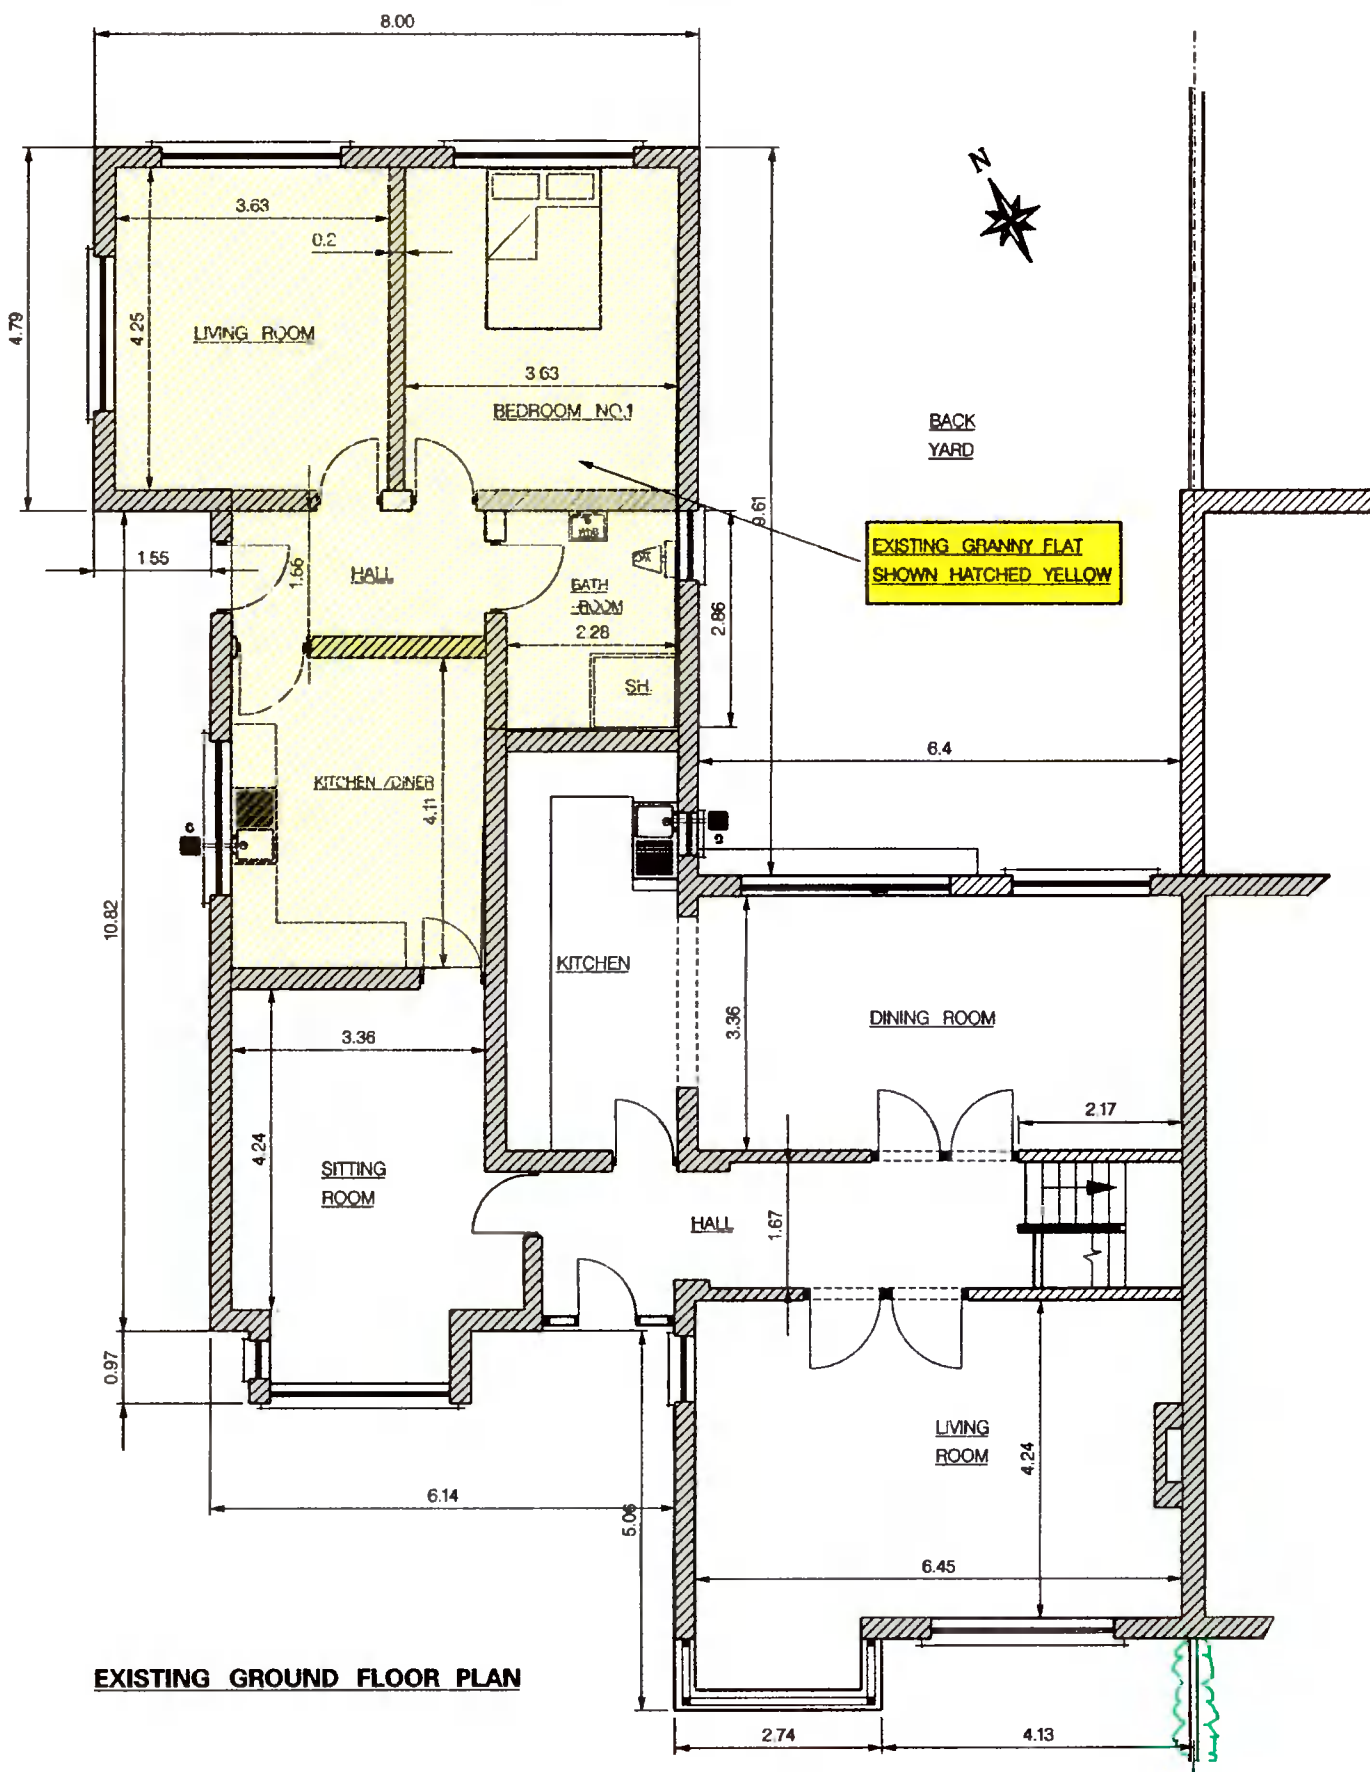 8.00
N
3.63
0.2
4.79
4.25
LIVING ROOM
3.63
BEDROOM NO.1
BACK
YARD
9.61
EXISTING GRANNY FLAT
SHOWN HATCHED YELLOW
1.55
1.56
HALL
BATH
-ROOM
2.86
2.28
SH.
6.4
KITCHEN /DINER
4.11
G
G
10.82
KITCHEN
3.36
DINING ROOM
3.36
2.17
4.24
SITTING
ROOM
HALL
1.67
0.97
LIVING
ROOM
4.24
6.14
5.06
6.45
EXISTING GROUND FLOOR PLAN
2.74
4.13